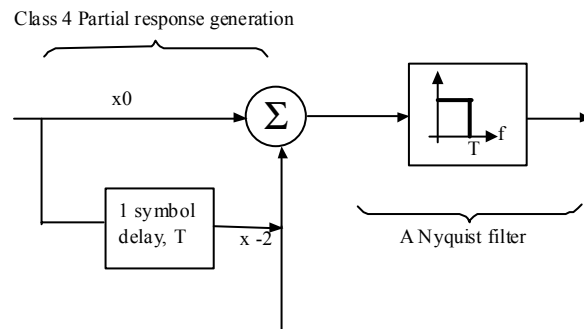 Class 4 Partial response generation
x0
Σ
f
T
1 symbol
delay, T
x -2
A Nyquist filter